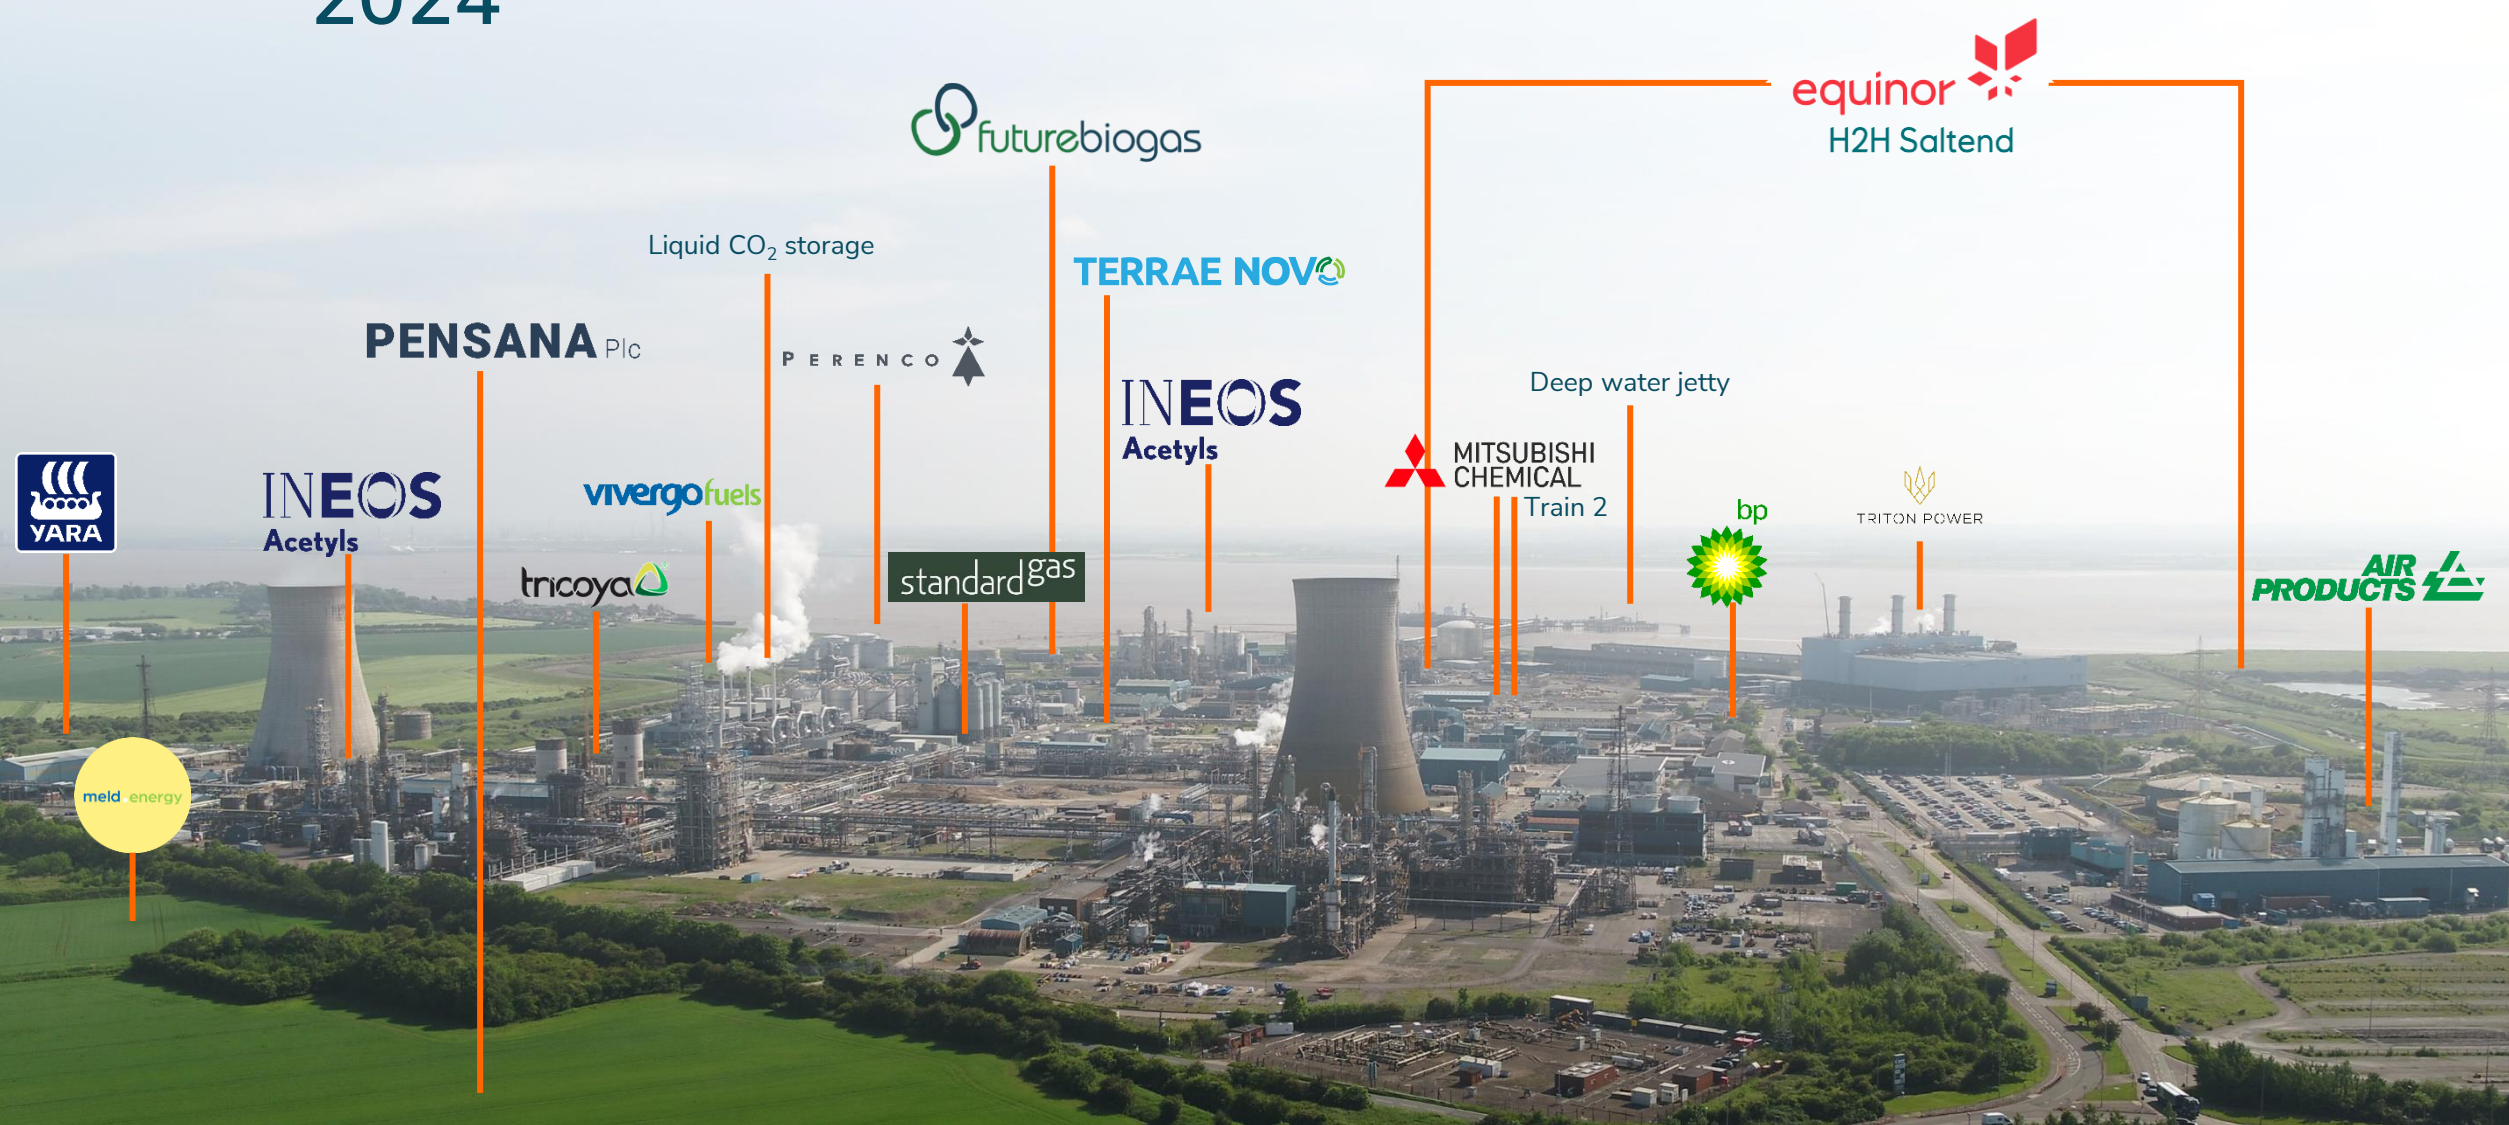 2024
equinor
H2H Saltend
futurebiogas
Liquid CO₂ storage
TERRAE NOVO
PENSANA Plc
PERENCO
INEOS
Acetyls
Deep water jetty
MITSUBISHI
CHEMICAL
Train 2
YARA
INEOS
Acetyls
vivergofuels
tricoya
standardgas
bp
TRITON POWER
AIR
PRODUCTS
meld energy